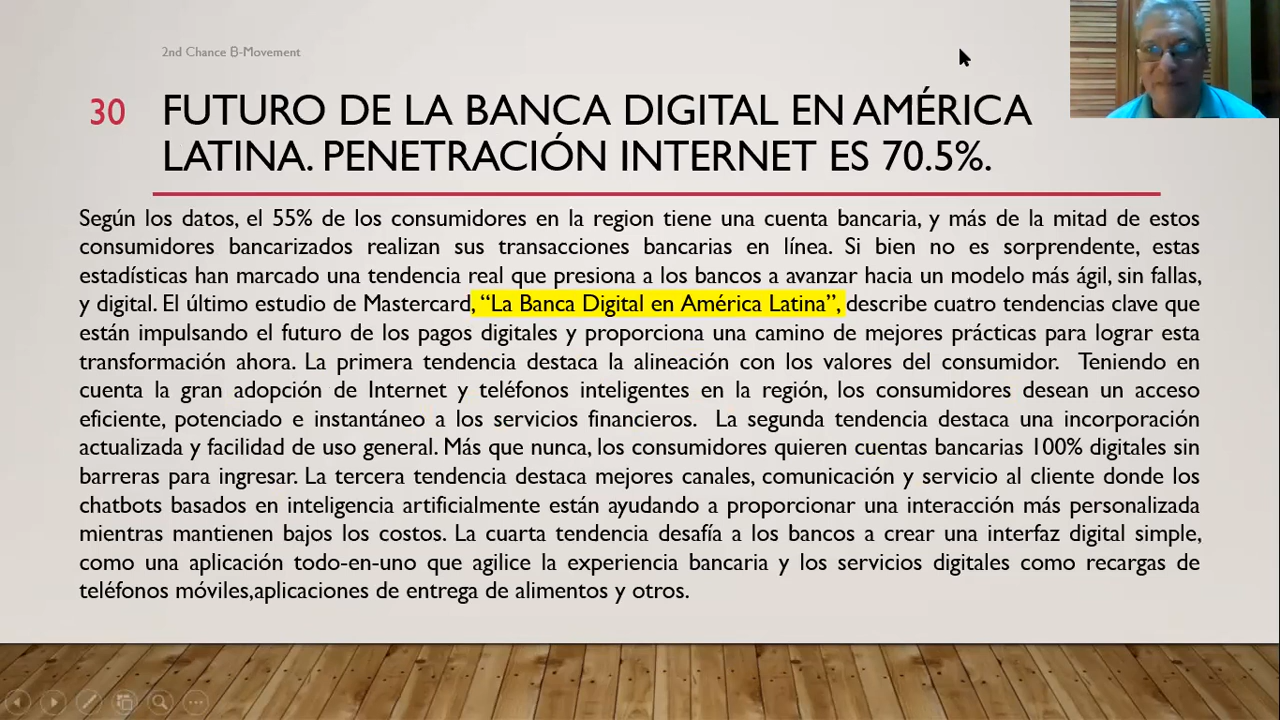 2nd Chance B-Movement
30
FUTURO DE LA BANCA DIGITAL EN AMÉRICA
LATINA. PENETRACIÓN INTERNET ES 70.5%.
Según los datos, el 55% de los consumidores en la region tiene una cuenta bancaria, y más de la mitad de estos
consumidores bancarizados realizan sus transacciones bancarias en línea. Si bien no es sorprendente, estas
estadísticas han marcado una tendencia real que presiona a los bancos a avanzar hacia un modelo más ágil, sin fallas,
y digital. El último estudio de Mastercard, “La Banca Digital en América Latina”, describe cuatro tendencias clave que
están impulsando el futuro de los pagos digitales y proporciona una camino de mejores prácticas para lograr esta
transformación ahora. La primera tendencia destaca la alineación con los valores del consumidor. Teniendo en
cuenta la gran adopción de Internet y teléfonos inteligentes en la región, los consumidores desean un acceso
eficiente, potenciado e instantáneo a los servicios financieros. La segunda tendencia destaca una incorporación
actualizada y facilidad de uso general. Más que nunca, los consumidores quieren cuentas bancarias 100% digitales sin
barreras para ingresar. La tercera tendencia destaca mejores canales, comunicación y servicio al cliente donde los
chatbots basados en inteligencia artificialmente están ayudando a proporcionar una interacción más personalizada
mientras mantienen bajos los costos. La cuarta tendencia desafía a los bancos a crear una interfaz digital simple,
como una aplicación todo-en-uno que agilice la experiencia bancaria y los servicios digitales como recargas de
teléfonos móviles,aplicaciones de entrega de alimentos y otros.